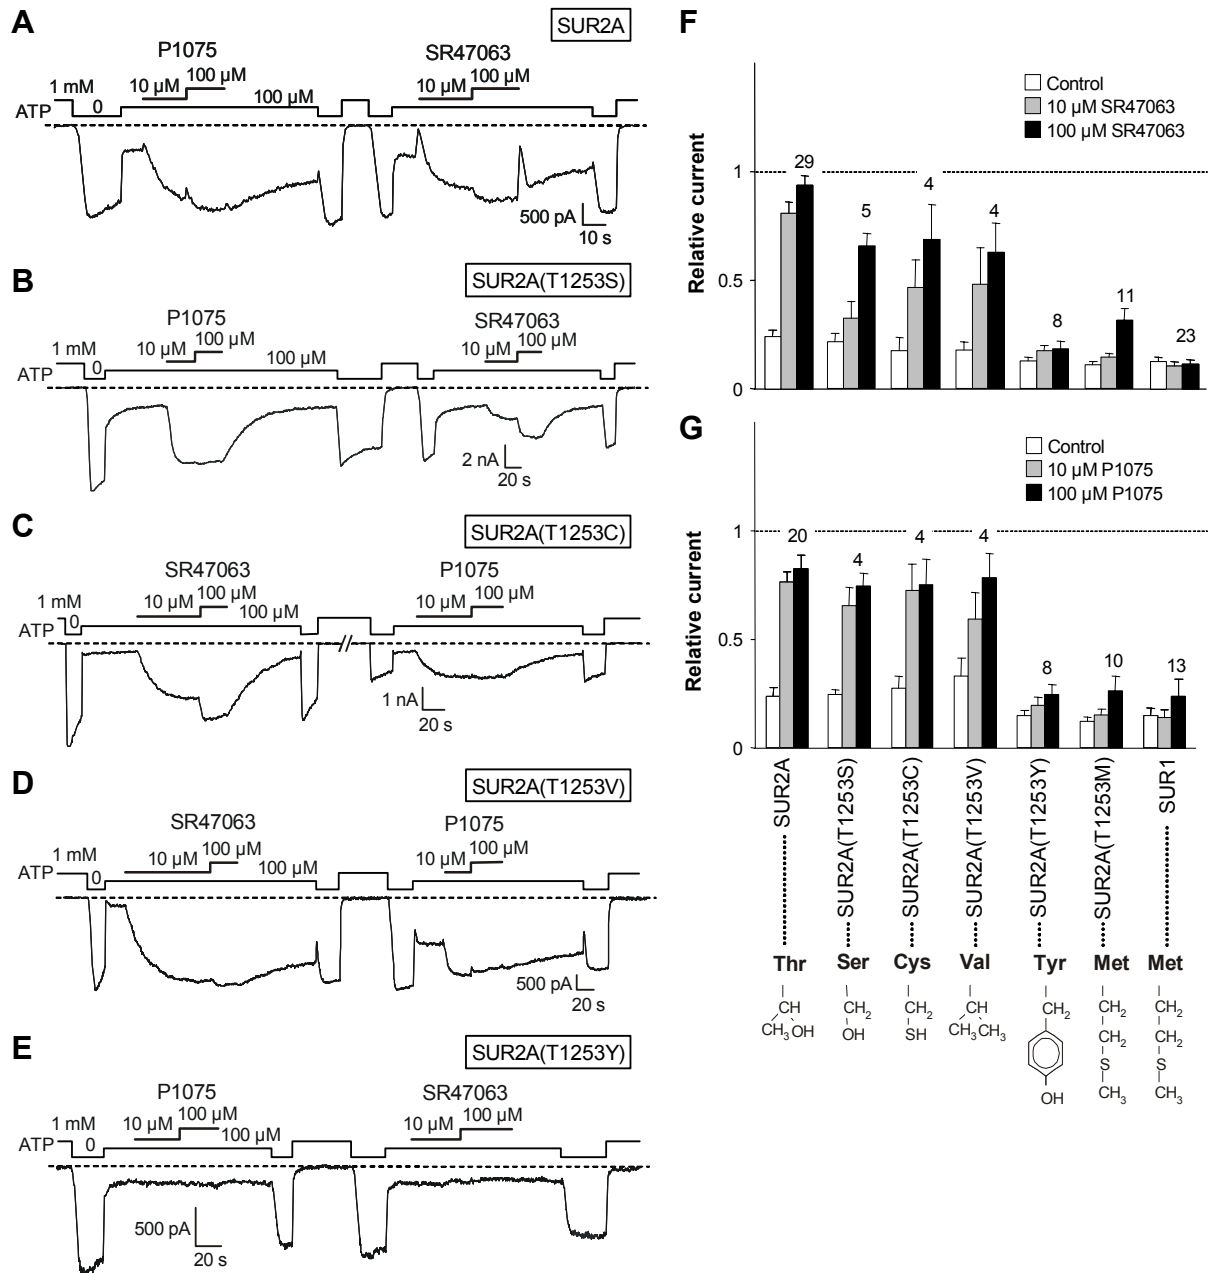 A
SUR2A
P1075
SR47063
1 mM
10 µM
100 µM
10 µM
100 µM
ATP
0
100 µM
500 pA
10 s
B
SUR2A(T1253S)
P1075
SR47063
1 mM
10 µM
100 µM
10 µM
100 µM
ATP
0
100 µM
2 nA
20 s
C
SUR2A(T1253C)
SR47063
P1075
1 mM
10 µM
100 µM
10 µM
100 µM
ATP
0
100 µM
1 nA
20 s
D
SUR2A(T1253V)
SR47063
P1075
1 mM
10 µM
100 µM
10 µM
100 µM
ATP
0
100 µM
500 pA
20 s
E
SUR2A(T1253Y)
P1075
SR47063
1 mM
10 µM
100 µM
10 µM
100 µM
ATP
0
100 µM
500 pA
20 s
F
Control
10 µM SR47063
100 µM SR47063
Relative current
1
0.5
0
29
5
4
4
8
11
23
G
Control
10 µM P1075
100 µM P1075
Relative current
1
0.5
0
20
4
4
4
8
10
13
SUR2A
SUR2A(T1253S)
SUR2A(T1253C)
SUR2A(T1253V)
SUR2A(T1253Y)
SUR2A(T1253M)
SUR1
Thr Ser Cys Val Tyr Met Met
CH CH2 CH2 CH CH2 CH2 CH2
CH3 OH OH SH CH3 CH3 CH2 CH2
S S
OH CH3 CH3